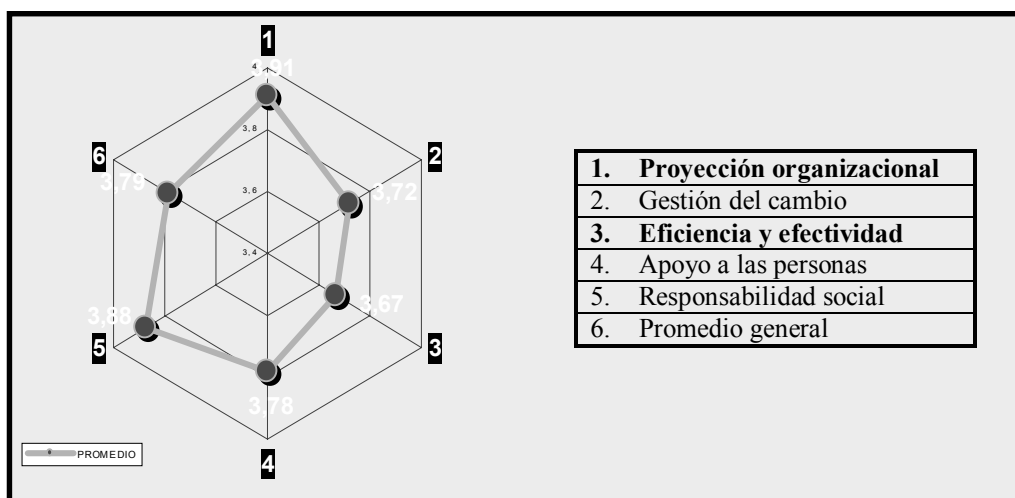 1
3,91
4
3,8
6
2
3,79
3,72
3,6
3,4
3,88
3,67
5
3
3,78
4
PROMEDIO
1. Proyección organizacional
2. Gestión del cambio
3. Eficiencia y efectividad
4. Apoyo a las personas
5. Responsabilidad social
6. Promedio general